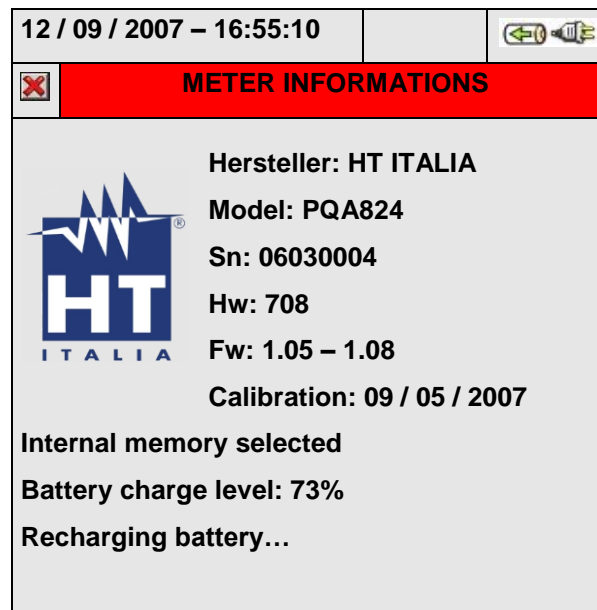 12 / 09 / 2007 – 16:55:10
METER INFORMATIONS
Hersteller: HT ITALIA
Model: PQA824
Sn: 06030004
Hw: 708
Fw: 1.05 – 1.08
Calibration: 09 / 05 / 2007
®
HT
ITALIA
Internal memory selected
Battery charge level: 73%
Recharging battery…